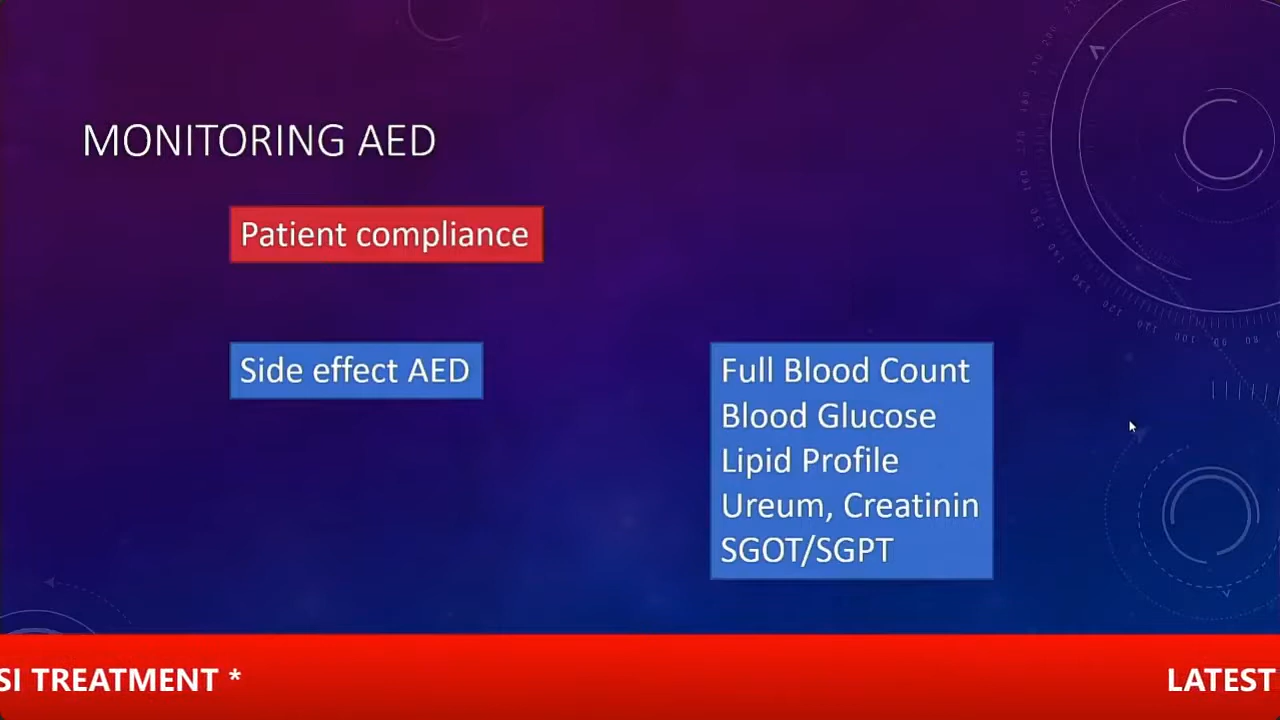 MONITORING AED
Patient compliance
Side effect AED
Full Blood Count
Blood Glucose
Lipid Profile
Ureum, Creatinin
SGOT/SGPT
SI TREATMENT *
LATEST